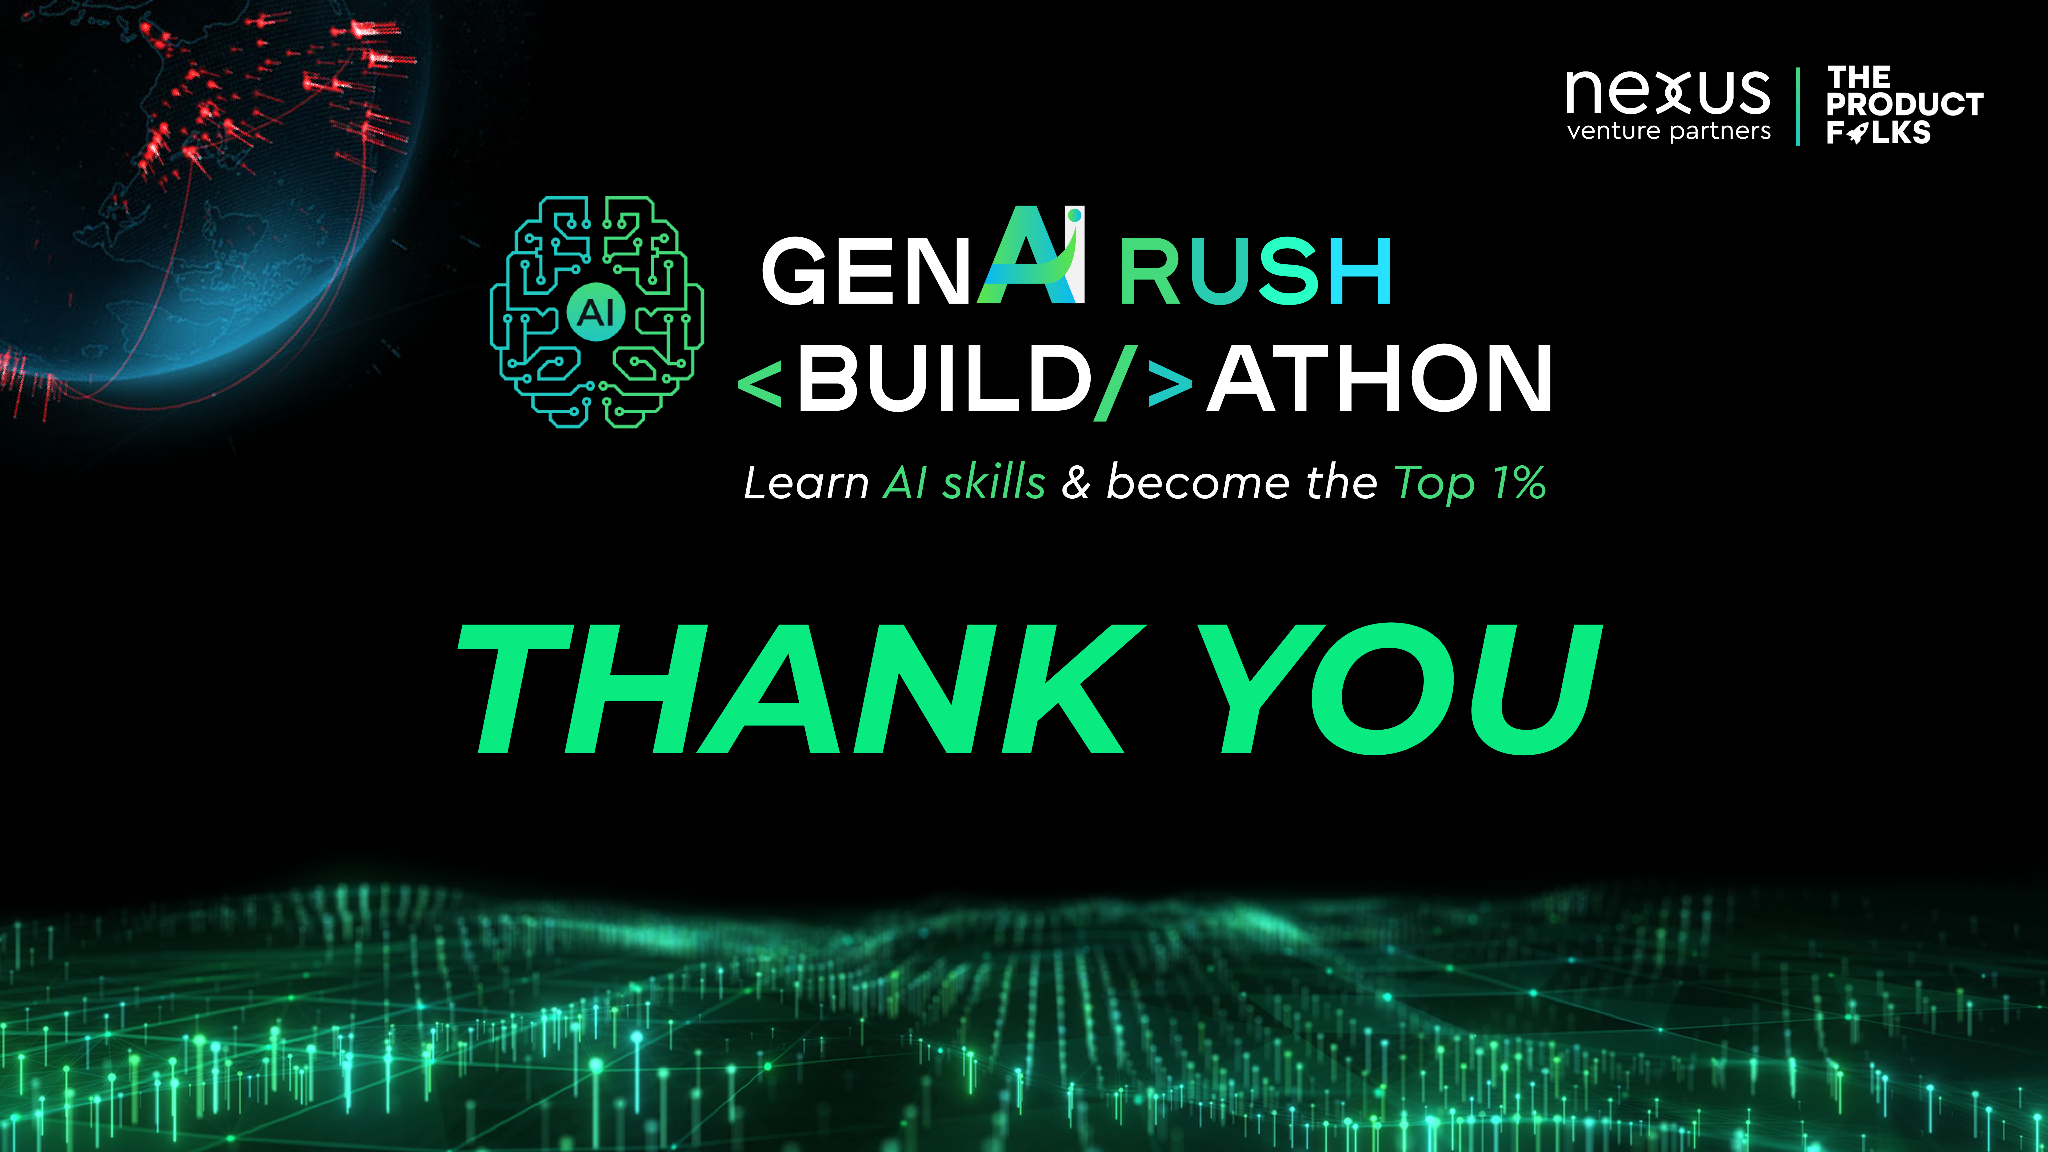 nexus
venture partners
THE
PRODUCT
FOLKS
AI
GENAI RUSH
<BUILD/>ATHON
Learn AI skills & become the Top 1%
THANK YOU